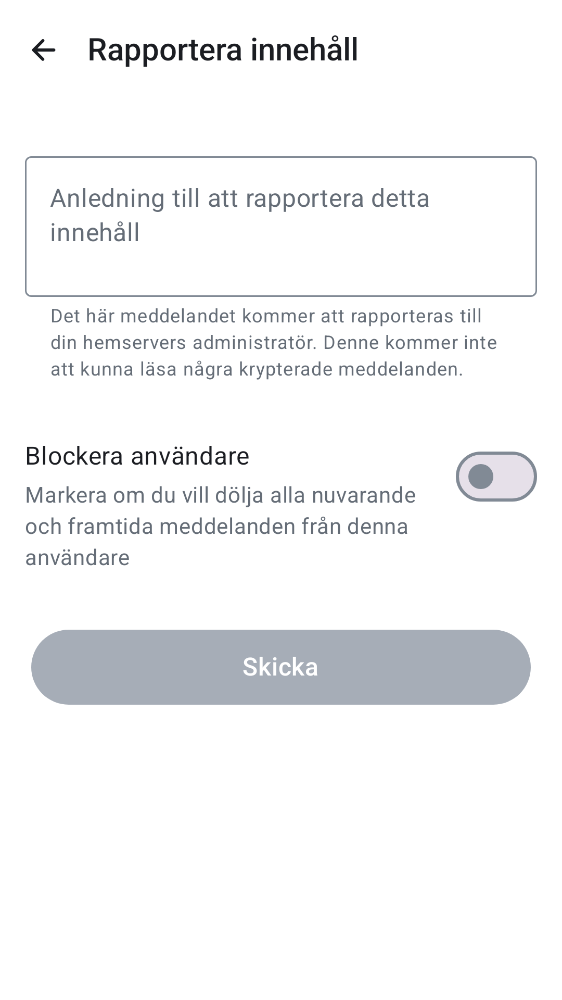 Rapportera innehåll
Anledning till att rapportera detta
innehåll
Det här meddelandet kommer att rapporteras till
din hemservers administratör. Denne kommer inte
att kunna läsa några krypterade meddelanden.
Blockera användare
Markera om du vill dölja alla nuvarande
och framtida meddelanden från denna
användare
Skicka